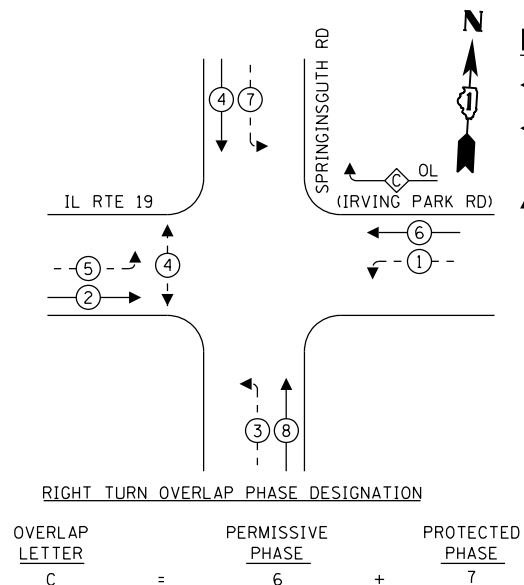 N
SPRINGINSGUTH RD
1
4 7
C OL
IL RTE 19
(IRVING PARK RD)
6
5 4 1
2
3 8
RIGHT TURN OVERLAP PHASE DESIGNATION
OVERLAP LETTER PERMISSIVE PHASE PROTECTED PHASE
C = 6 + 7